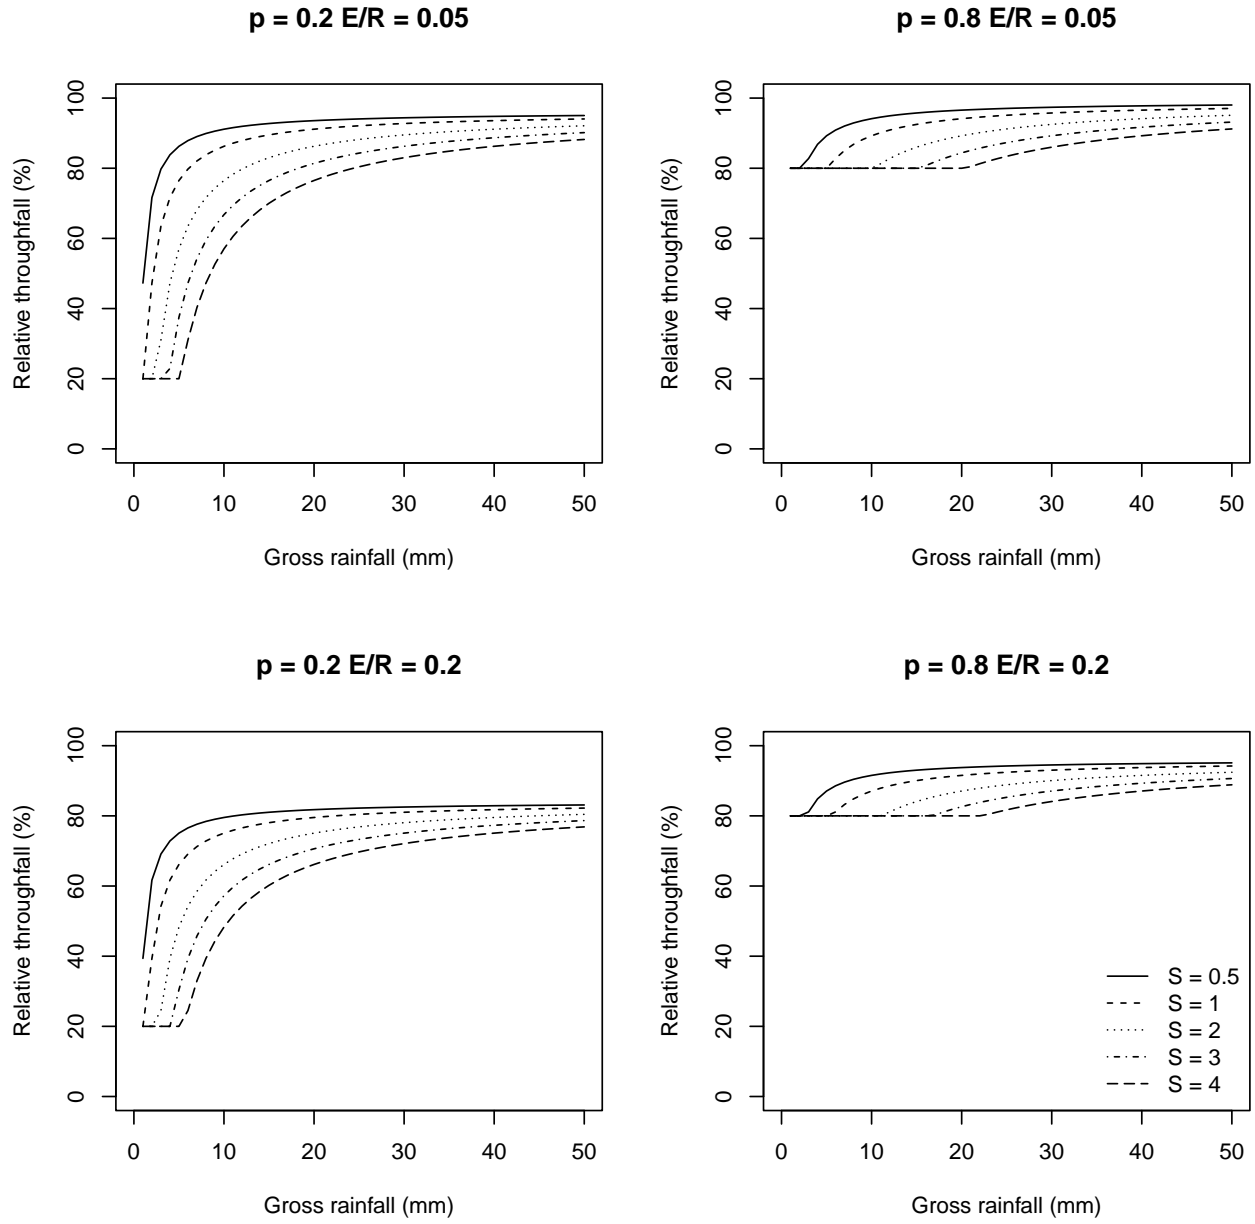 p = 0.2 E/R = 0.05
Relative throughfall (%)
100
80
60
40
20
0
0 10 20 30 40 50
Gross rainfall (mm)
p = 0.8 E/R = 0.05
Relative throughfall (%)
100
80
60
40
20
0
0 10 20 30 40 50
Gross rainfall (mm)
p = 0.2 E/R = 0.2
Relative throughfall (%)
100
80
60
40
20
0
0 10 20 30 40 50
Gross rainfall (mm)
p = 0.8 E/R = 0.2
Relative throughfall (%)
100
80
60
40
20
0
S = 0.5
S = 1
S = 2
S = 3
S = 4
0 10 20 30 40 50
Gross rainfall (mm)